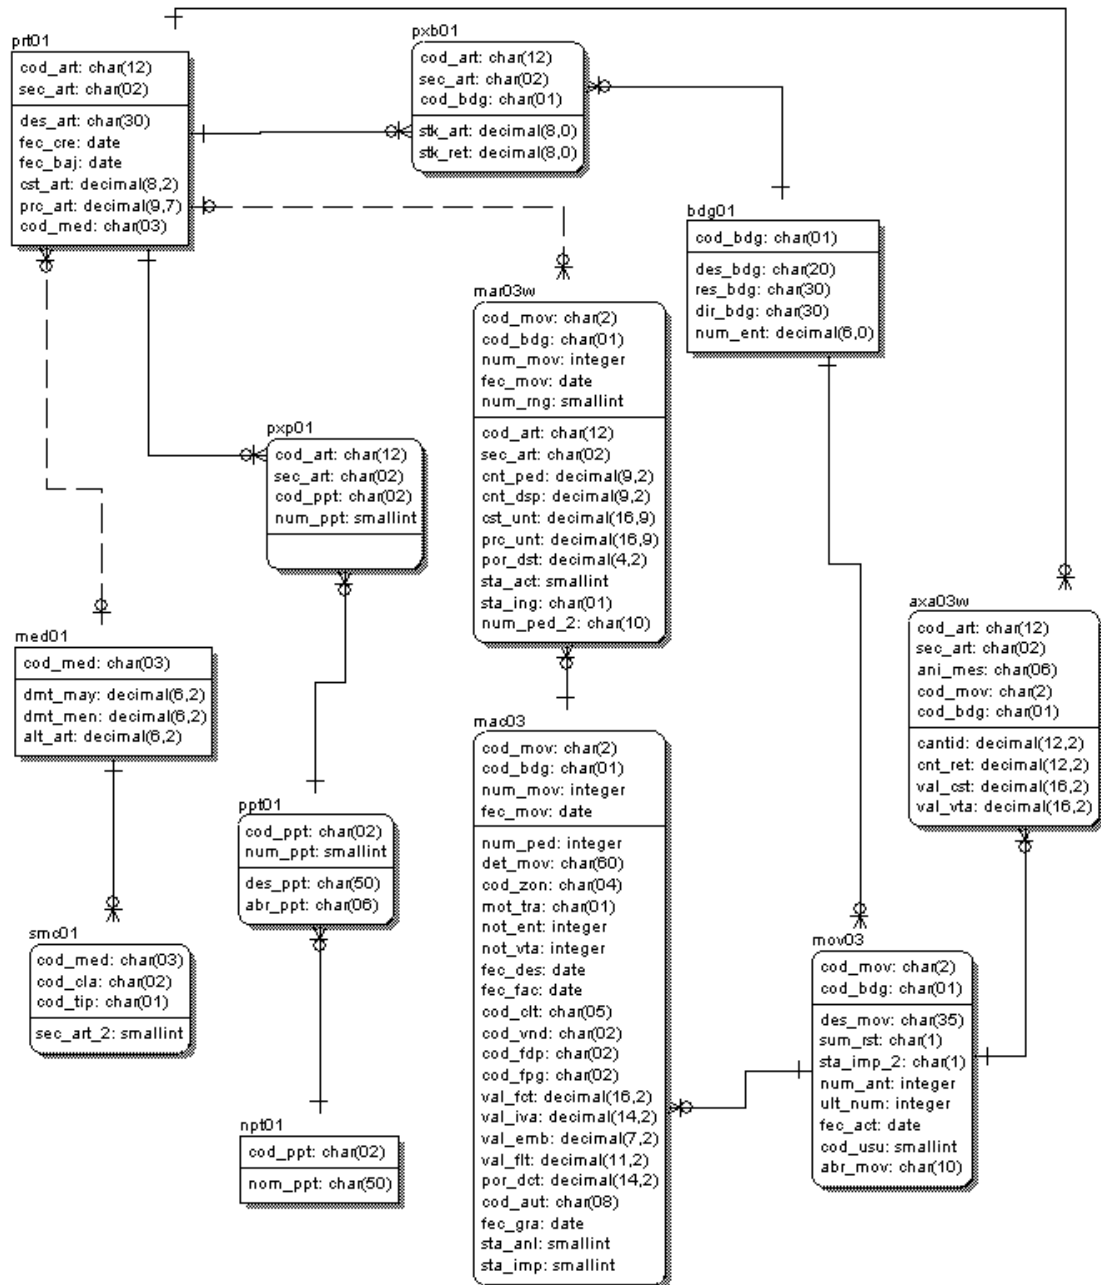 prt01
cod_art: char(12)
sec_art: char(02)
des_art: char(30)
fec_cre: date
fec_baj: date
cst_art: decimal(8,2)
prc_art: decimal(9,7)
cod_med: char(03)
pxb01
cod_art: char(12)
sec_art: char(02)
cod_bdg: char(01)
stk_art: decimal(8,0)
stk_ret: decimal(8,0)
bdg01
cod_bdg: char(01)
des_bdg: char(20)
res_bdg: char(30)
dir_bdg: char(30)
num_ent: decimal(6,0)
mar03w
cod_mov: char(2)
cod_bdg: char(01)
num_mov: integer
fec_mov: date
num_rng: smallint
cod_art: char(12)
sec_art: char(02)
cnt_ped: decimal(9,2)
cnt_dsp: decimal(9,2)
cst_unt: decimal(16,9)
prc_unt: decimal(16,9)
por_dst: decimal(4,2)
sta_act: smallint
sta_ing: char(01)
num_ped_2: char(10)
pxp01
cod_art: char(12)
sec_art: char(02)
cod_ppt: char(02)
num_ppt: smallint
axa03w
cod_art: char(12)
sec_art: char(02)
ani_mes: char(06)
cod_mov: char(2)
cod_bdg: char(01)
cantid: decimal(12,2)
cnt_ret: decimal(12,2)
val_cst: decimal(16,2)
val_vta: decimal(16,2)
med01
cod_med: char(03)
dmt_may: decimal(6,2)
dmt_men: decimal(6,2)
alt_art: decimal(6,2)
mac03
cod_mov: char(2)
cod_bdg: char(01)
num_mov: integer
fec_mov: date
num_ped: integer
det_mov: char(60)
cod_zon: char(04)
mot_tra: char(01)
not_ent: integer
not_vta: integer
fec_des: date
fec_fac: date
cod_clt: char(05)
cod_vnd: char(02)
cod_fdp: char(02)
cod_fpg: char(02)
val_fct: decimal(16,2)
val_iva: decimal(14,2)
val_emb: decimal(7,2)
val_flt: decimal(11,2)
por_dct: decimal(14,2)
cod_aut: char(08)
fec_gra: date
sta_anl: smallint
sta_imp: smallint
ppt01
cod_ppt: char(02)
num_ppt: smallint
des_ppt: char(50)
abr_ppt: char(06)
smc01
cod_med: char(03)
cod_cla: char(02)
cod_tip: char(01)
sec_art_2: smallint
mov03
cod_mov: char(2)
cod_bdg: char(01)
des_mov: char(35)
sum_rst: char(1)
sta_imp_2: char(1)
num_ant: integer
ult_num: integer
fec_act: date
cod_usu: smallint
abr_mov: char(10)
npt01
cod_ppt: char(02)
nom_ppt: char(50)